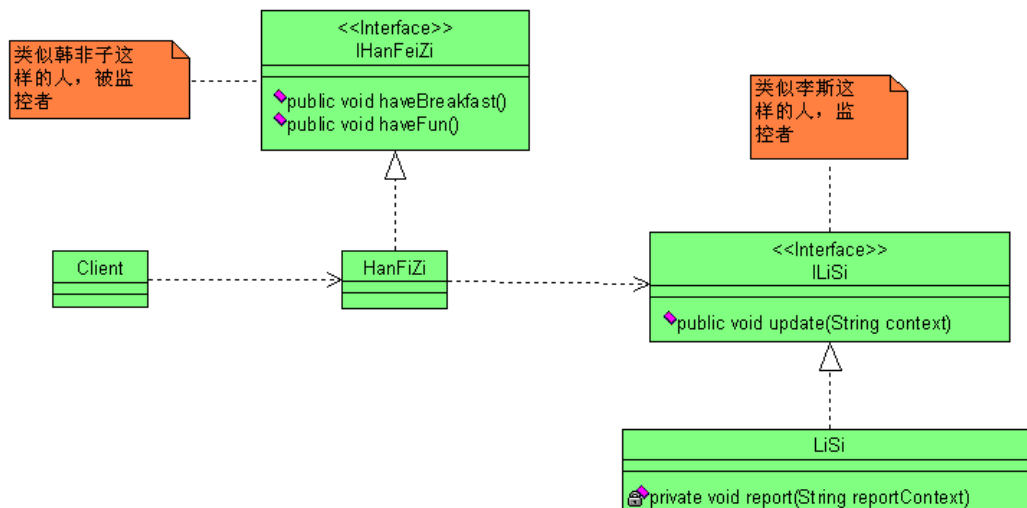 <<Interface>>
IHanFeiZi
public void haveBreakfast()
public void haveFun()
类似韩非子这
样的人，被监
控者
类似李斯这
样的人，监
控者
Client
HanFiZi
<<Interface>>
ILiSi
public void update(String context)
LiSi
private void report(String reportContext)